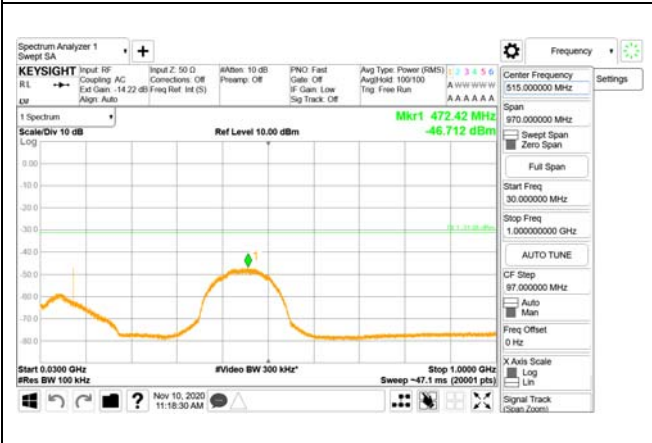 Spectrum Analyzer 1
Swept SA
+
Frequency
KEYSIGHT
RL
Input: RF
Coupling: AC
Ext Gain: -14.22 dB
Align: Auto
Input Z: 50 Ω
Corrections: Off
Freq Ref: Int (S)
#Atten: 10 dB
Preamp: Off
PNO: Fast
Gate: Off
IF Gain: Low
Sig Track: Off
Avg Type: Power (RMS)
Avg|Hold: 100/100
Trig: Free Run
1 2 3 4 5 6
A W W W W W
A A A A A A
1 Spectrum
Scale/Div 10 dB
Log
Ref Level 10.00 dBm
Mkr1 472.42 MHz
-46.712 dBm
0.00
-10.0
-20.0
-30.0
-40.0
-50.0
-60.0
-70.0
-80.0
1
Start 0.0300 GHz
#Res BW 100 kHz
#Video BW 300 kHz*
Stop 1.0000 GHz
Sweep ~47.1 ms (20001 pts)
?
Nov 10, 2020
11:18:30 AM
Center Frequency
515.000000 MHz
Settings
Span
970.000000 MHz
Swept Span
Zero Span
Full Span
Start Freq
30.000000 MHz
Stop Freq
1.000000000 GHz
AUTO TUNE
CF Step
97.000000 MHz
Auto
Man
Freq Offset
0 Hz
X Axis Scale
Log
Lin
Signal Track
(Span Zoom)